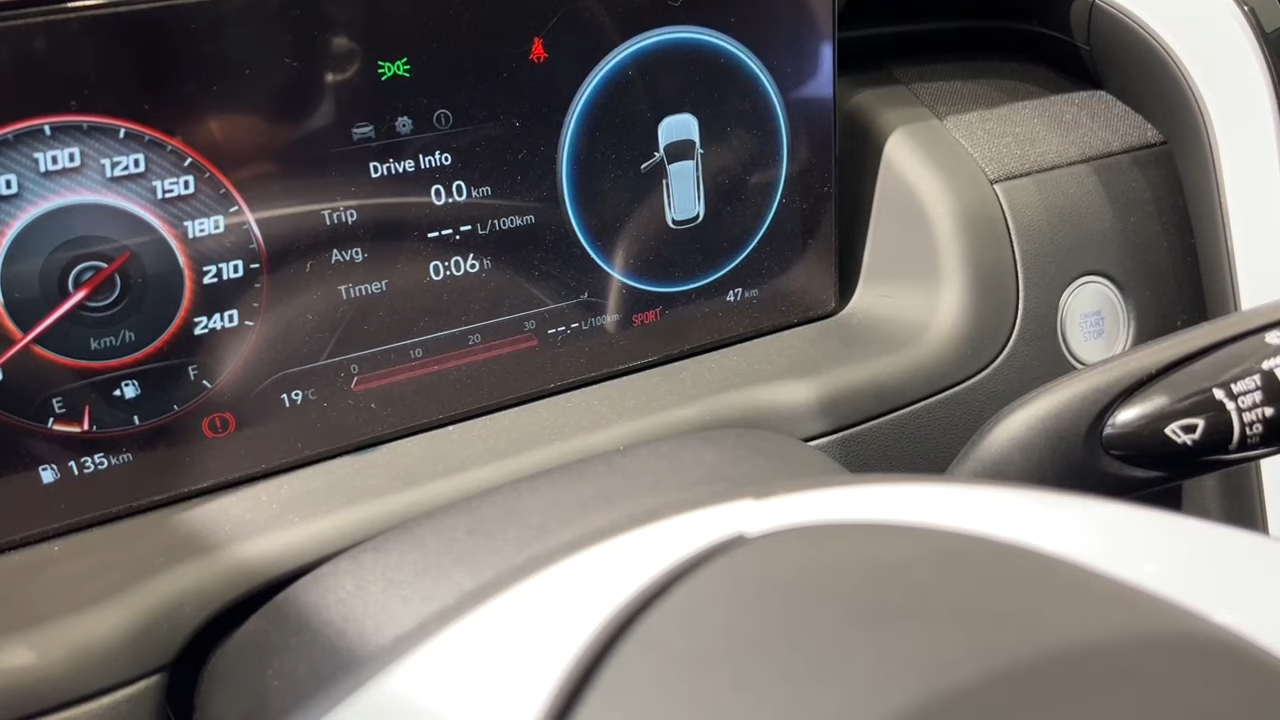 100
120
150
180
210
240
km/h
E
F
135 km
Drive Info
Trip 0.0 km
Avg. --.- L/100km
Timer 0:06 h
0 10 20 30
--.- L/100km
19°C
SPORT
47 km
ENGINE
START
STOP
MIST
OFF
INT
LO
HI